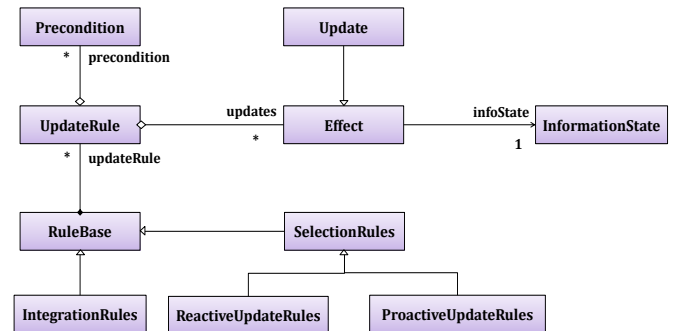 Precondition
Update
* precondition
UpdateRule
updates
*
Effect
infoState
1
InformationState
* updateRule
RuleBase
SelectionRules
IntegrationRules
ReactiveUpdateRules
ProactiveUpdateRules